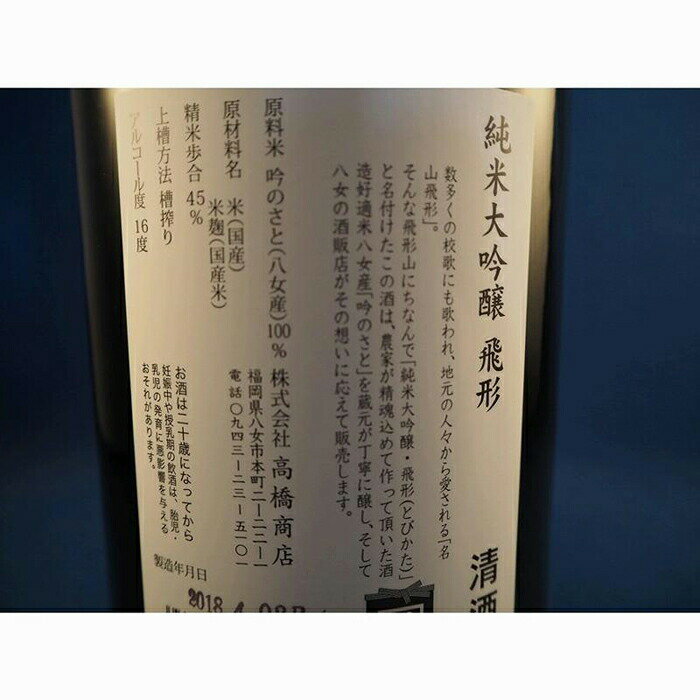 純米大吟醸 飛形
清酒
数多くの校歌にも歌われ、地元の人々から愛される「名
山飛形」。
そんな飛形山にちなんで「純米大吟醸・飛形(とびかた)」
と名付けたこの酒は、農家が精魂込めて作って頂いた酒
造好適米八女産「吟のさと」を蔵元が丁寧に醸し、そして
八女の酒販店がその想いに応えて販売します。
原料米 吟のさと(八女産)100%
原材料名 米(国産)
米麹(国産米)
精米歩合 45%
上槽方法 槽搾り
アルコール度 16度
株式会社 高橋商店
福岡県八女市本町二ー二二ー一
電話〇九四三ー二三ー五一〇一
お酒は二十歳になってから
妊娠中や授乳期の飲酒は、胎児・
乳児の発育に悪影響を与える
おそれがあります。
製造年月日
2018